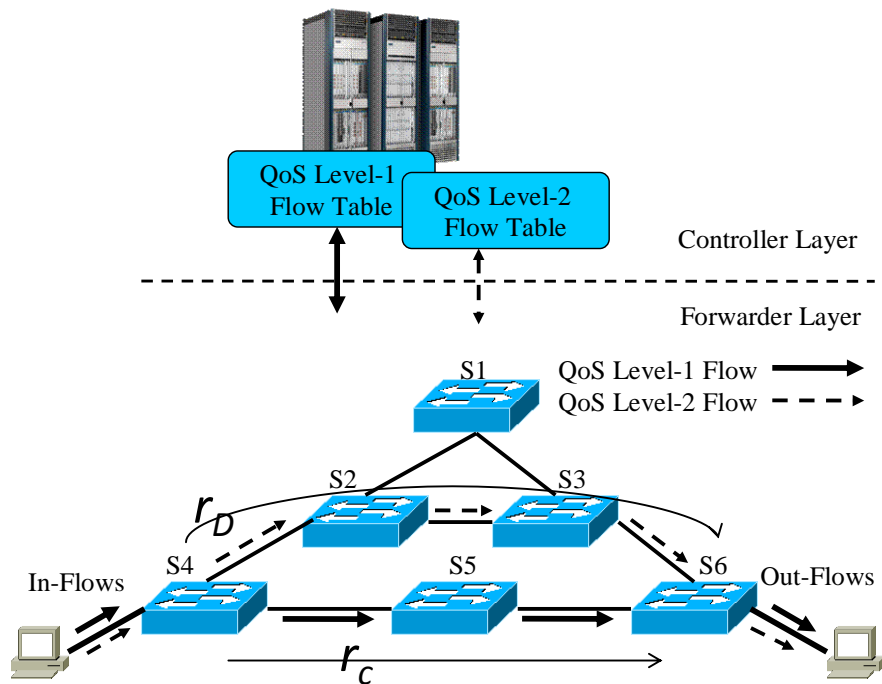 QoS Level-1
Flow Table
QoS Level-2
Flow Table
Controller Layer
Forwarder Layer
S1
QoS Level-1 Flow
QoS Level-2 Flow
S2
S3
r_D
In-Flows
S4
S5
S6
Out-Flows
r_c